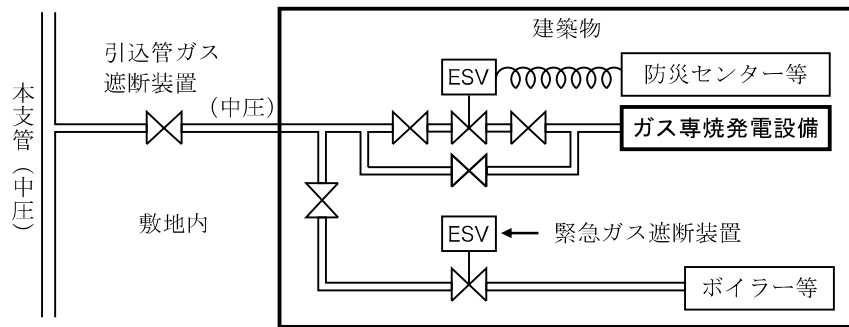 建築物
引込管ガス
遮断装置
ESV
防災センター等
本支管（中圧）
（中圧）
ガス専焼発電設備
敷地内
ESV
緊急ガス遮断装置
ボイラー等